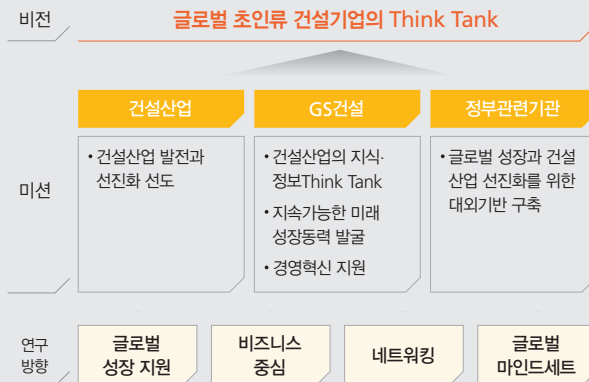 비전
글로벌 초인류 건설기업의 Think Tank
건설산업
GS건설
정부관련기관
미션
• 건설산업 발전과
선진화 선도
• 건설산업의 지식·
정보Think Tank
• 지속가능한 미래
성장동력 발굴
• 경영혁신 지원
• 글로벌 성장과 건설
산업 선진화를 위한
대외기반 구축
연구
방향
글로벌
성장 지원
비즈니스
중심
네트워킹
글로벌
마인드세트